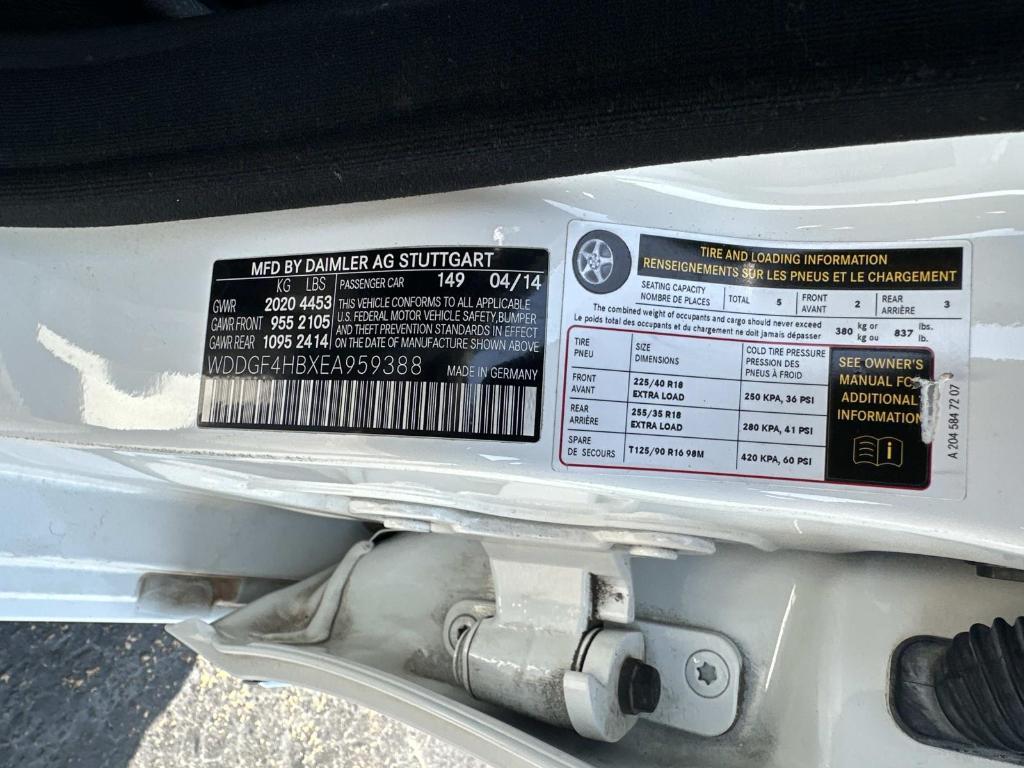 MFD BY DAIMLER AG STUTTGART
KG LBS
GVWR 2020 4453
GAWR FRONT 955 2105
GAWR REAR 1095 2414
PASSENGER CAR 149 04/14
THIS VEHICLE CONFORMS TO ALL APPLICABLE
U.S. FEDERAL MOTOR VEHICLE SAFETY, BUMPER
AND THEFT PREVENTION STANDARDS IN EFFECT
ON THE DATE OF MANUFACTURE SHOWN ABOVE.
WDDGF4HBXEA959388 MADE IN GERMANY
TIRE AND LOADING INFORMATION
RENSEIGNEMENTS SUR LES PNEUS ET LE CHARGEMENT
SEATING CAPACITY
NOMBRE DE PLACES
TOTAL 5
FRONT
AVANT
2
REAR
ARRIÈRE
3
The combined weight of occupants and cargo should never exceed
Le poids total des occupants et du chargement ne doit jamais dépasser
380 kg or
kg ou
837 lbs.
lb.
TIRE
PNEU
SIZE
DIMENSIONS
COLD TIRE PRESSURE
PRESSION DES PNEUS
À FROID
FRONT
AVANT
225/40 R18
EXTRA LOAD
250 KPA, 36 PSI
REAR
ARRIÈRE
255/35 R18
EXTRA LOAD
280 KPA, 41 PSI
SPARE
DE SECOURS
T125/90 R16 98M
420 KPA, 60 PSI
SEE OWNER'S
MANUAL FOR
ADDITIONAL
INFORMATION
i
A 204 584 72 07